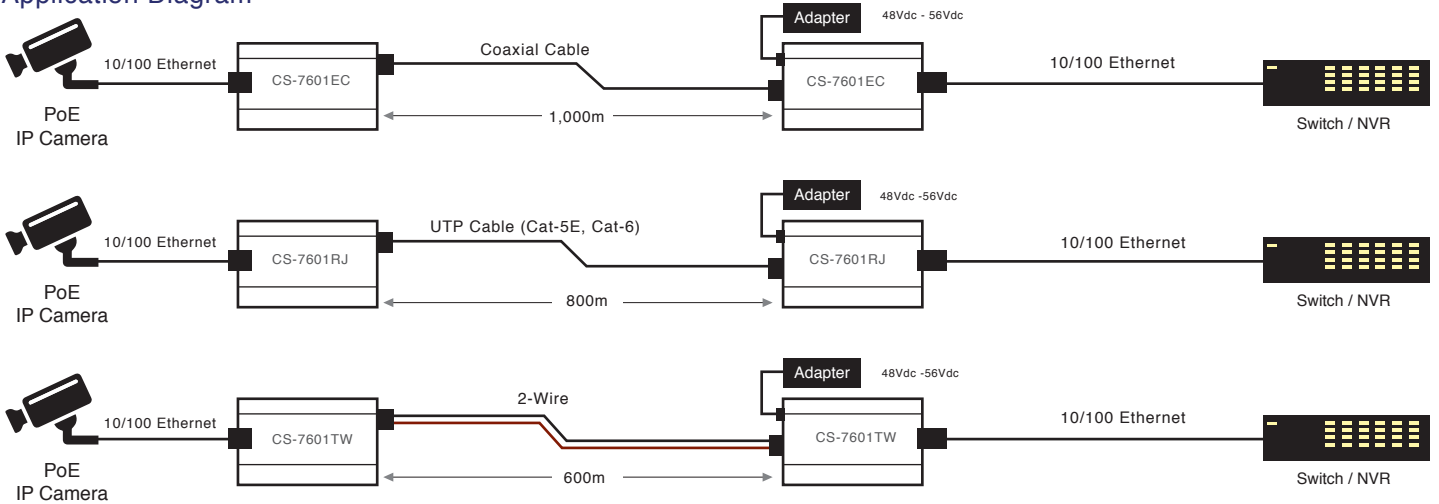 Application Diagram
Adapter 48Vdc - 56Vdc
10/100 Ethernet CS-7601EC Coaxial Cable CS-7601EC 10/100 Ethernet
1,000m
PoE
IP Camera
Switch / NVR
Adapter 48Vdc -56Vdc
10/100 Ethernet CS-7601RJ UTP Cable (Cat-5E, Cat-6) CS-7601RJ 10/100 Ethernet
800m
PoE
IP Camera
Switch / NVR
Adapter 48Vdc -56Vdc
10/100 Ethernet CS-7601TW 2-Wire CS-7601TW 10/100 Ethernet
600m
PoE
IP Camera
Switch / NVR